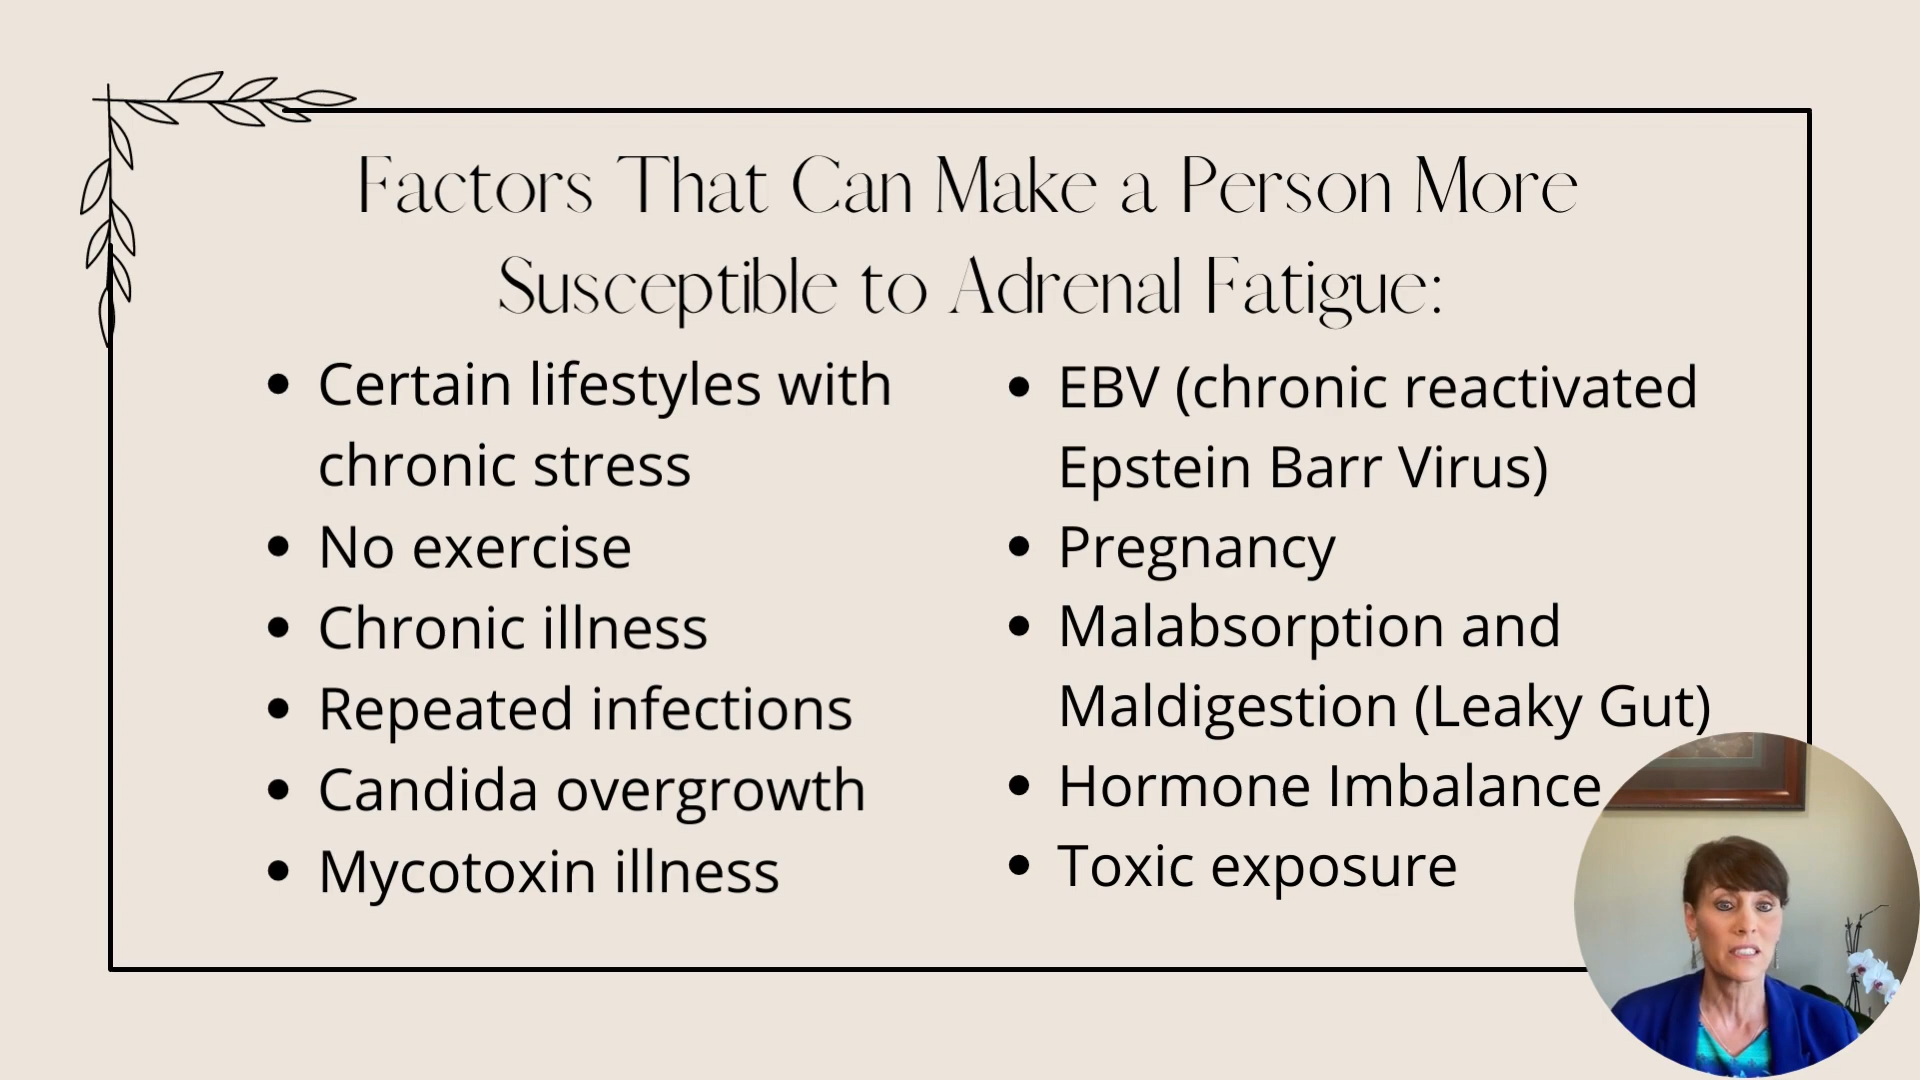 Factors That Can Make a Person More
Susceptible to Adrenal Fatigue:
• Certain lifestyles with
chronic stress
• No exercise
• Chronic illness
• Repeated infections
• Candida overgrowth
• Mycotoxin illness
• EBV (chronic reactivated
Epstein Barr Virus)
• Pregnancy
• Malabsorption and
Maldigestion (Leaky Gut)
• Hormone Imbalance
• Toxic exposure